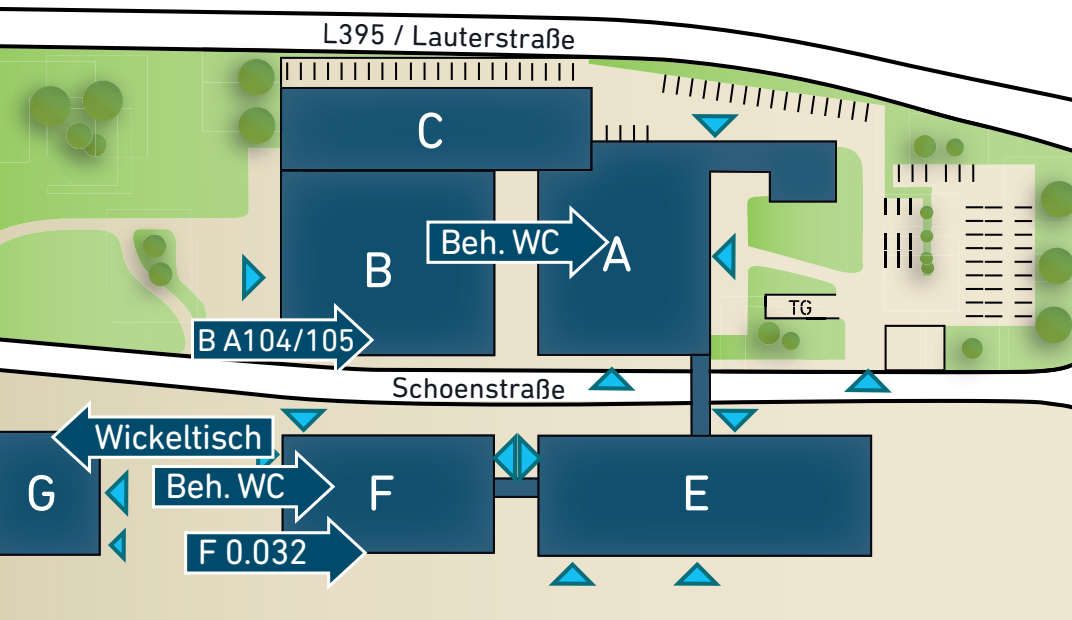 L395 / Lauterstraße
C
Beh. WC
A
B
TG
B A104/105
Schoenstraße
Wickeltisch
G
Beh. WC
F
E
F 0.032